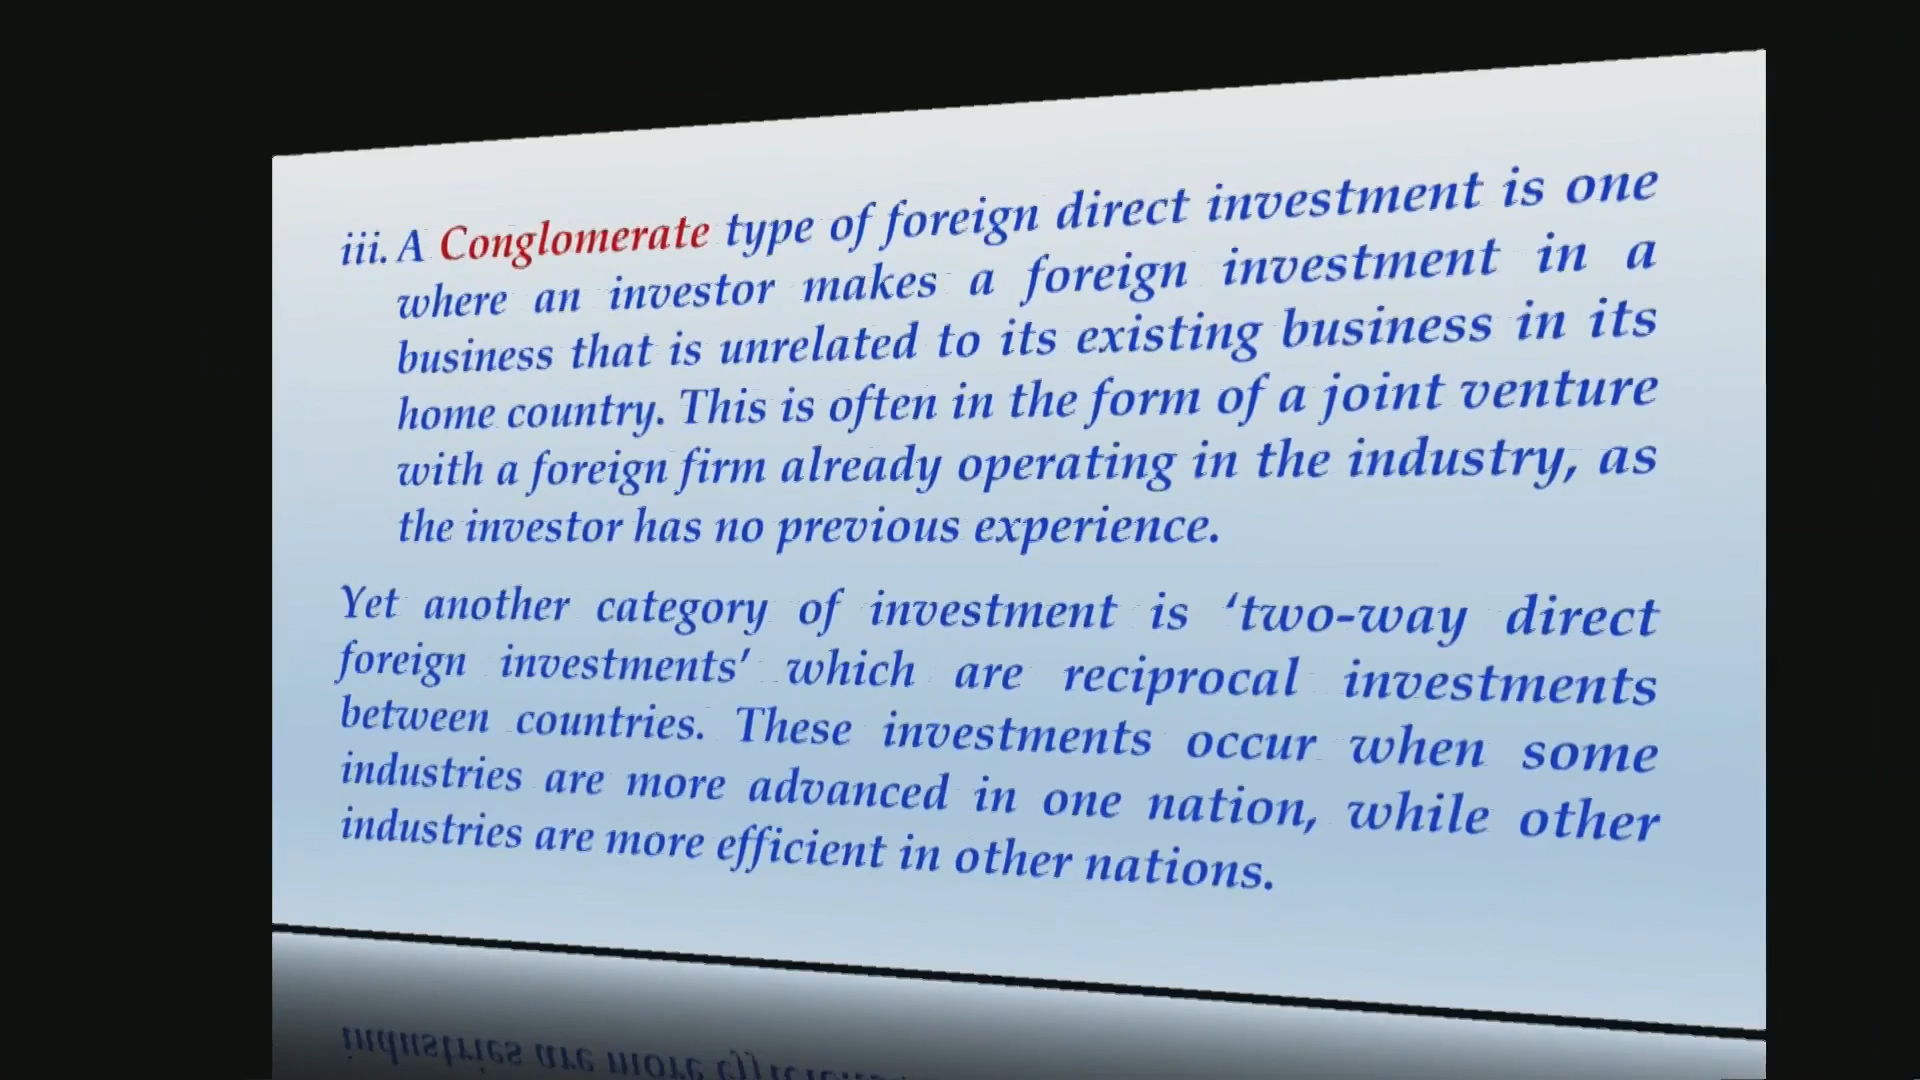 iii. A Conglomerate type of foreign direct investment is one
where an investor makes a foreign investment in a
business that is unrelated to its existing business in its
home country. This is often in the form of a joint venture
with a foreign firm already operating in the industry, as
the investor has no previous experience.
Yet another category of investment is ‘two-way direct
foreign investments’ which are reciprocal investments
between countries. These investments occur when some
industries are more advanced in one nation, while other
industries are more efficient in other nations.